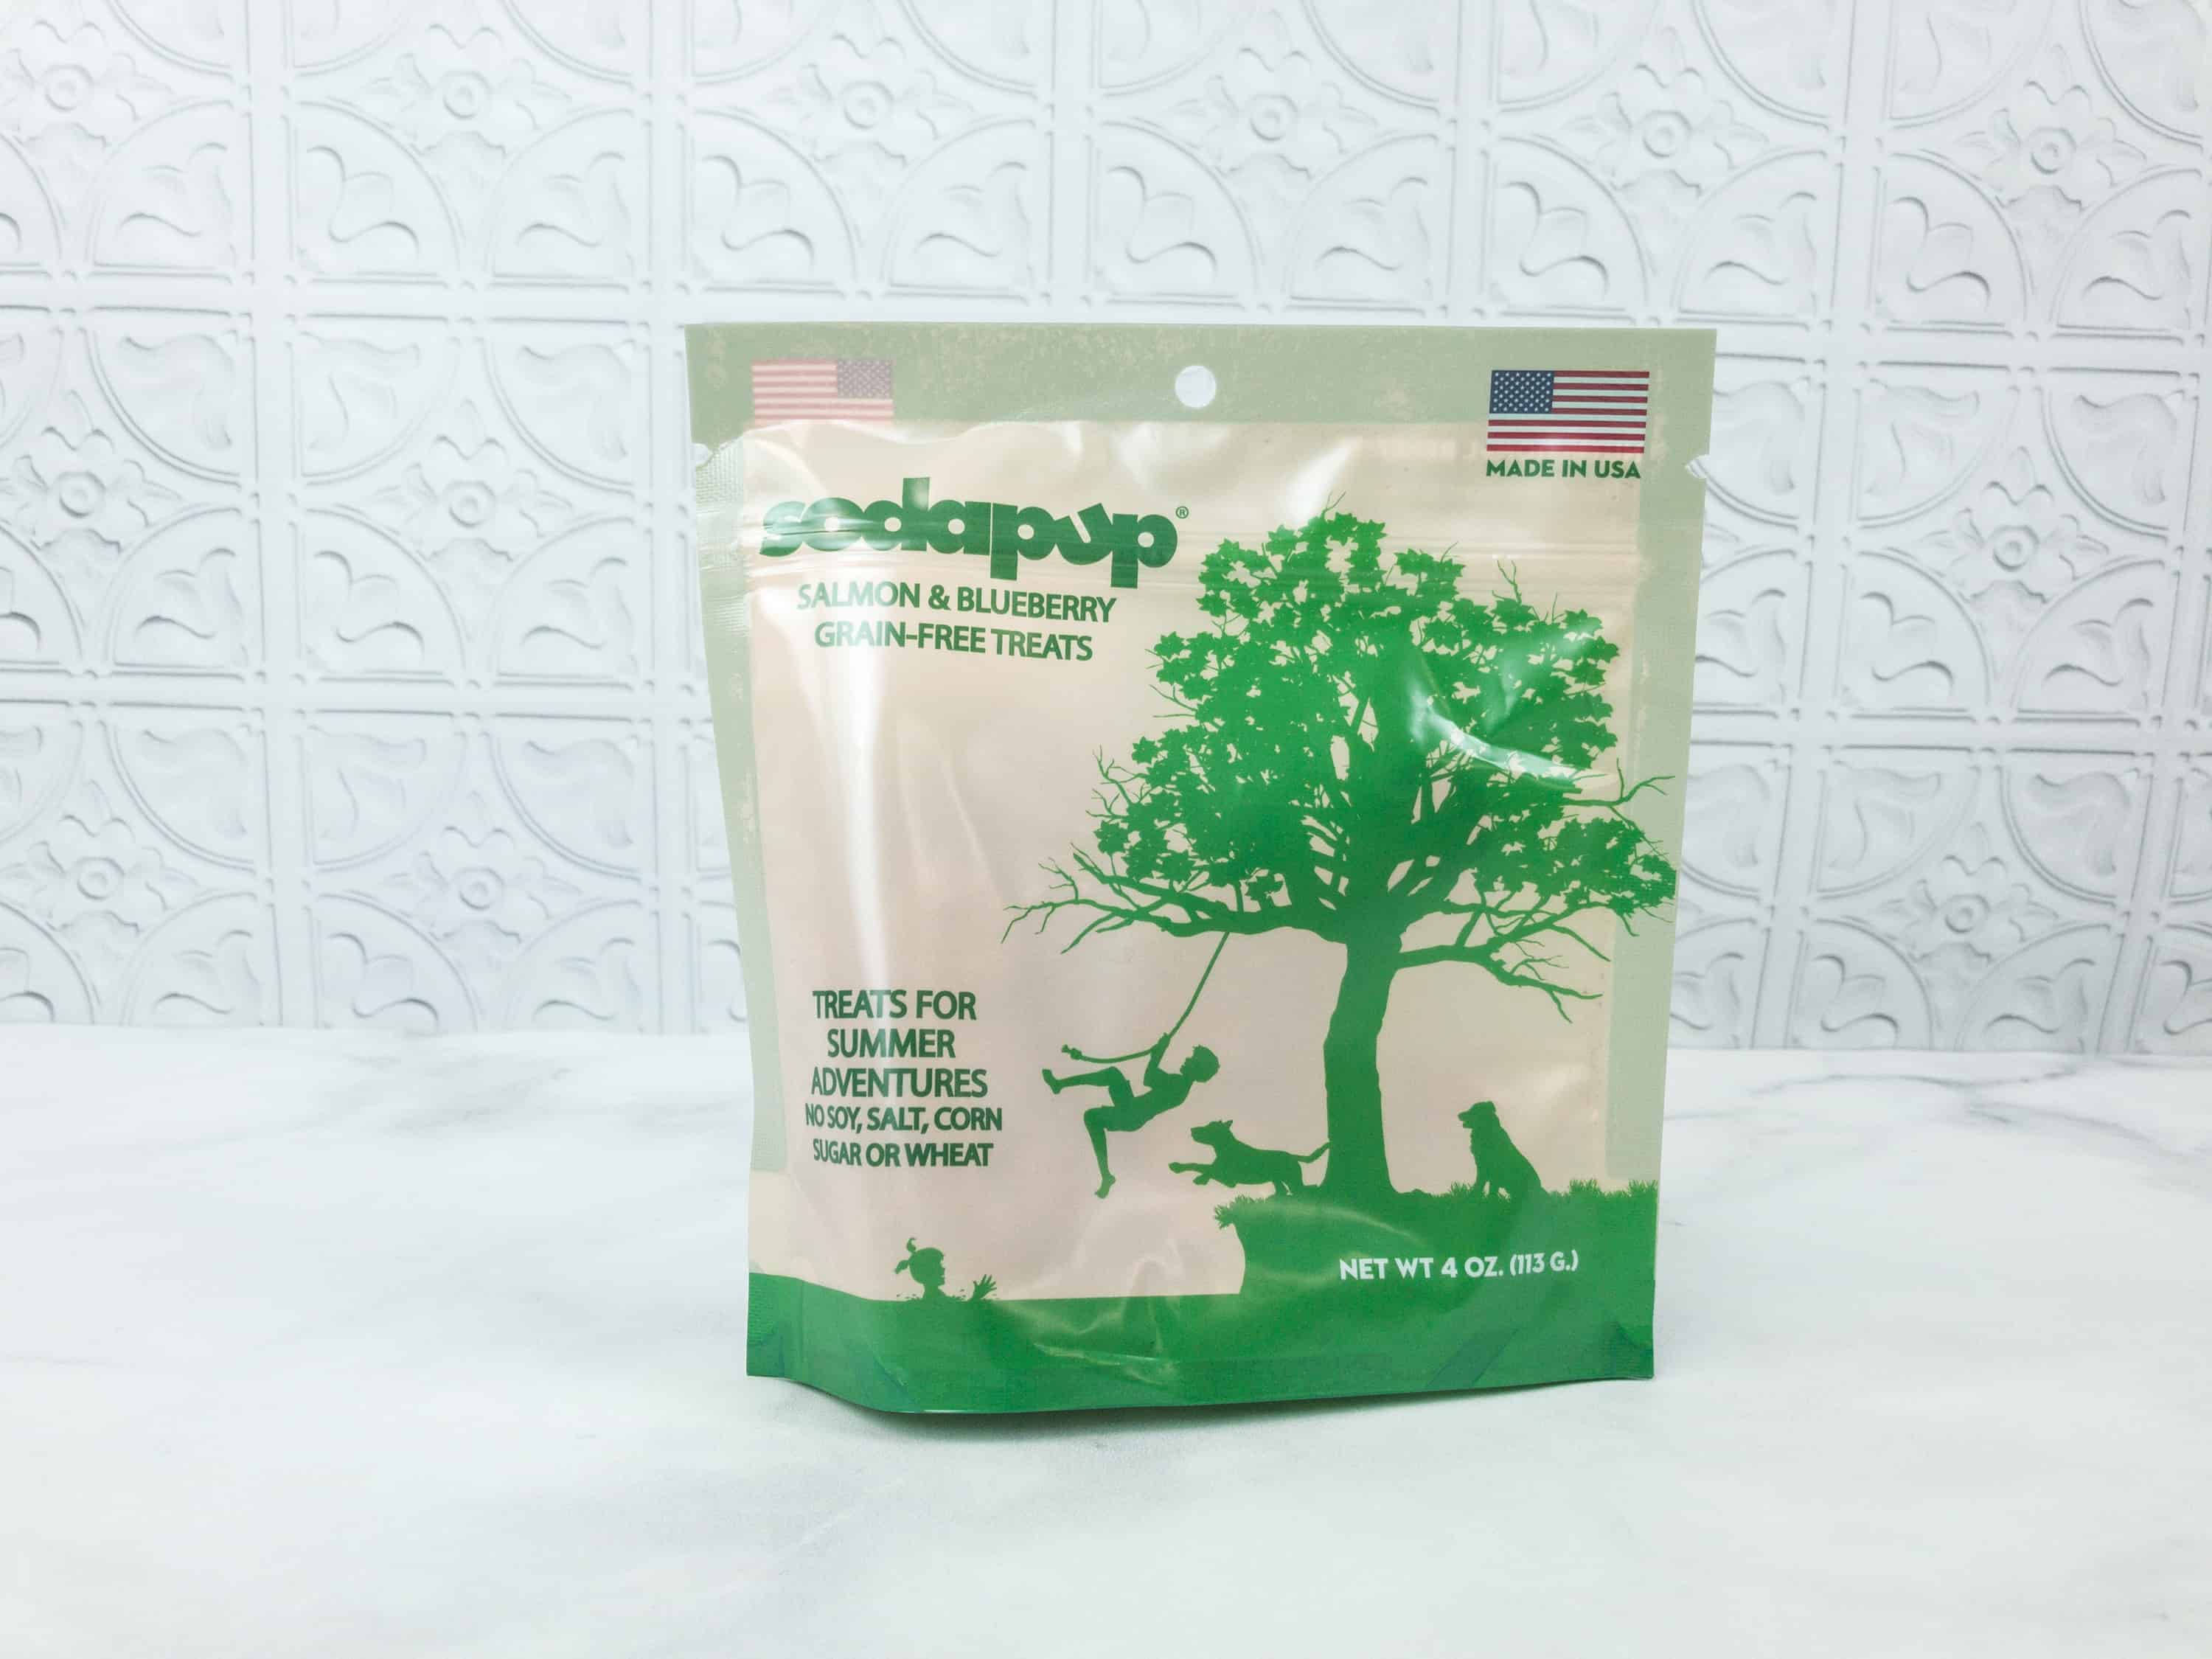 MADE IN USA
sodapup®
SALMON & BLUEBERRY
GRAIN-FREE TREATS
TREATS FOR
SUMMER
ADVENTURES
NO SOY, SALT, CORN
SUGAR OR WHEAT
NET WT 4 OZ. (113 G.)